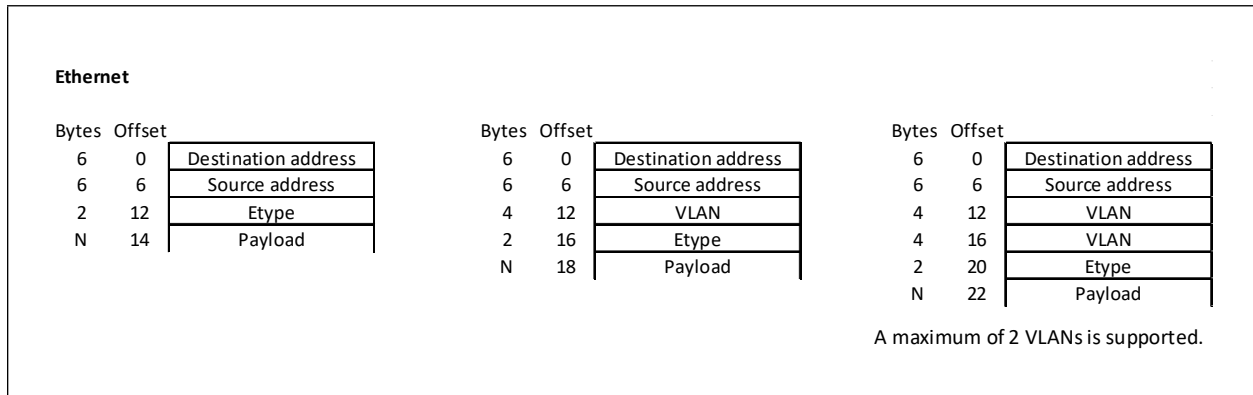 Ethernet
Bytes Offset Bytes Offset Bytes Offset
6 0 Destination address 6 0 Destination address 6 0 Destination address
6 6 Source address 6 6 Source address 6 6 Source address
2 12 Etype 4 12 VLAN 4 12 VLAN
N 14 Payload 2 16 Etype 4 16 VLAN
N 18 Payload 2 20 Etype
N 22 Payload
A maximum of 2 VLANs is supported.